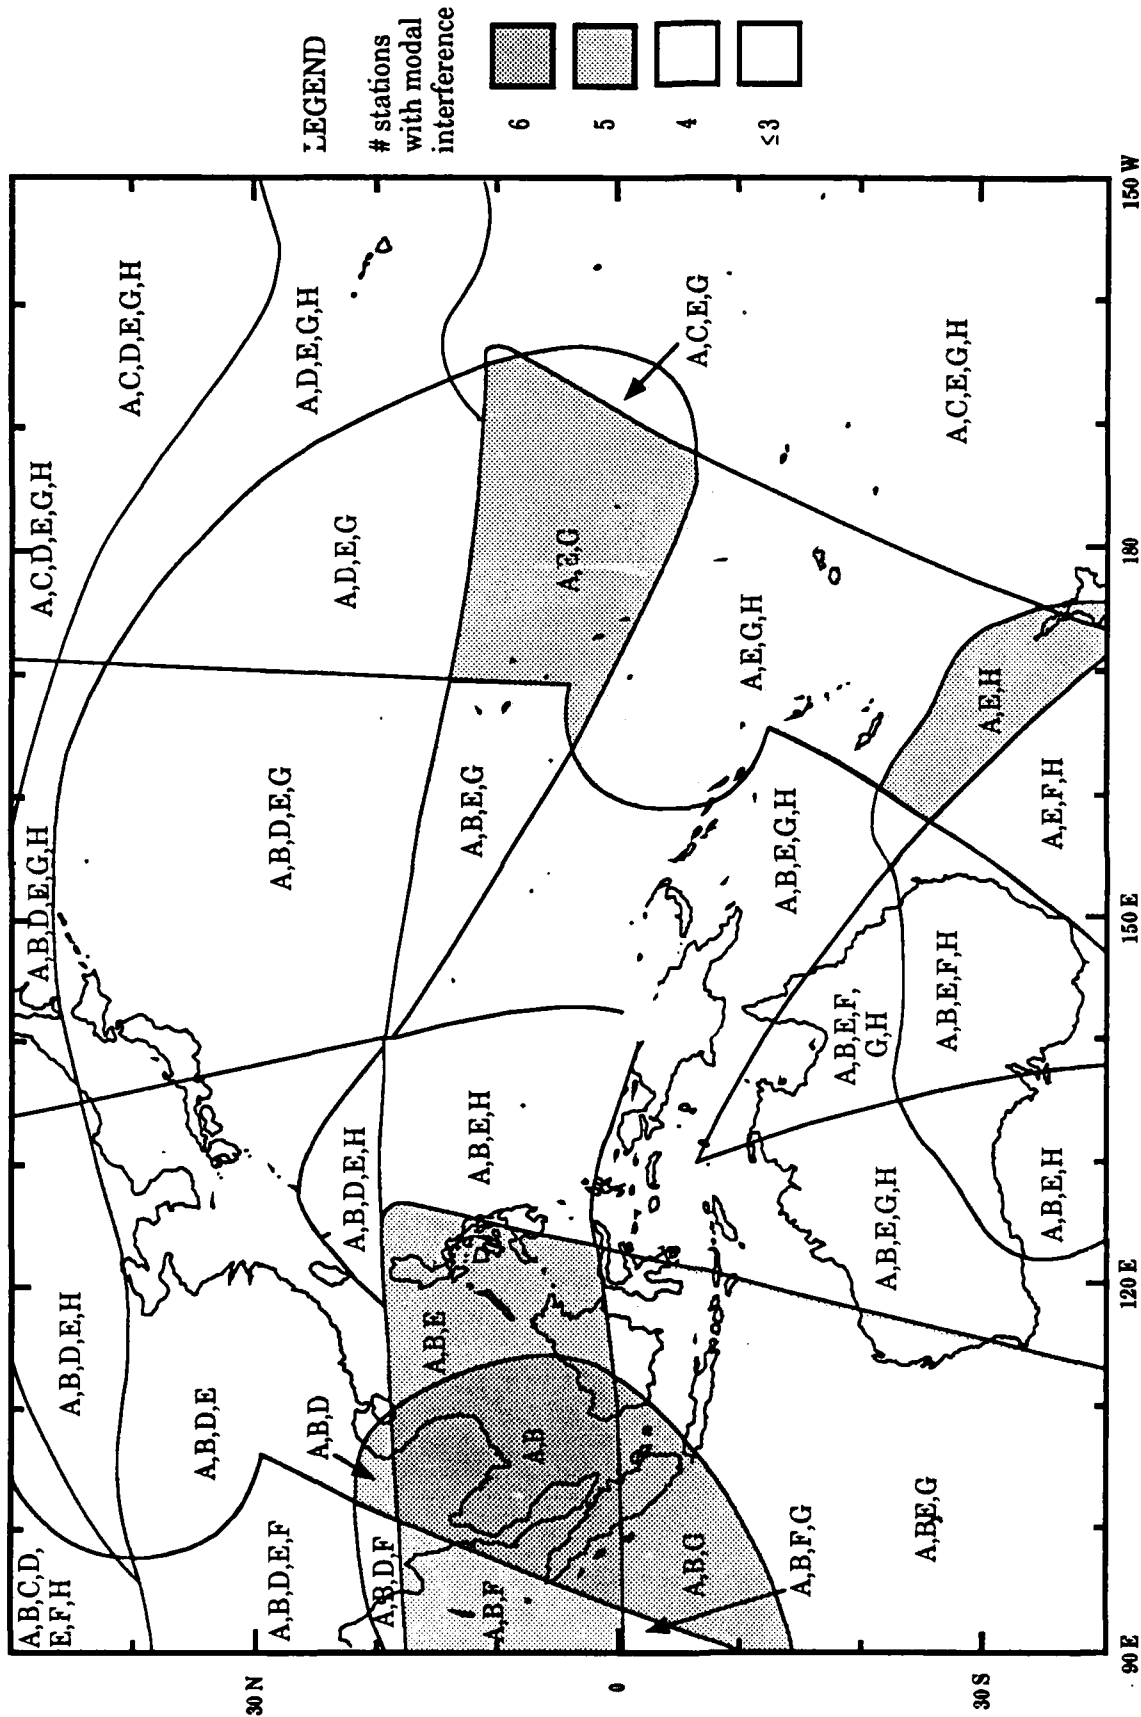 LEGEND
# stations
with modal
interference
6
5
4
≤3
A,C,D,E,G,H
A,C,D,E,G,H
A,D,E,G,H
A,C,E,G
A,C,E,G,H
A,D,E,G
A,E,G
A,E,G,H
A,E,H
A,E,F,H
A,B,D,E,G,H
A,B,D,E,G
A,B,E,G
A,B,E,G,H
A,B,E,F,
G,H
A,B,E,F,H
A,B,D,E,H
A,B,E,H
A,B,E,G,H
A,B,E,H
A,B,D,E,H
A,B,D,E
A,B,D
A,B,E
A,B
A,B,C,D,
E,F,H
A,B,D,E,F
A,B,D,F
A,B,F
A,B,G
A,B,F,G
A,B,E,G
30 N
0
30 S
90 E
120 E
150 E
180
150 W